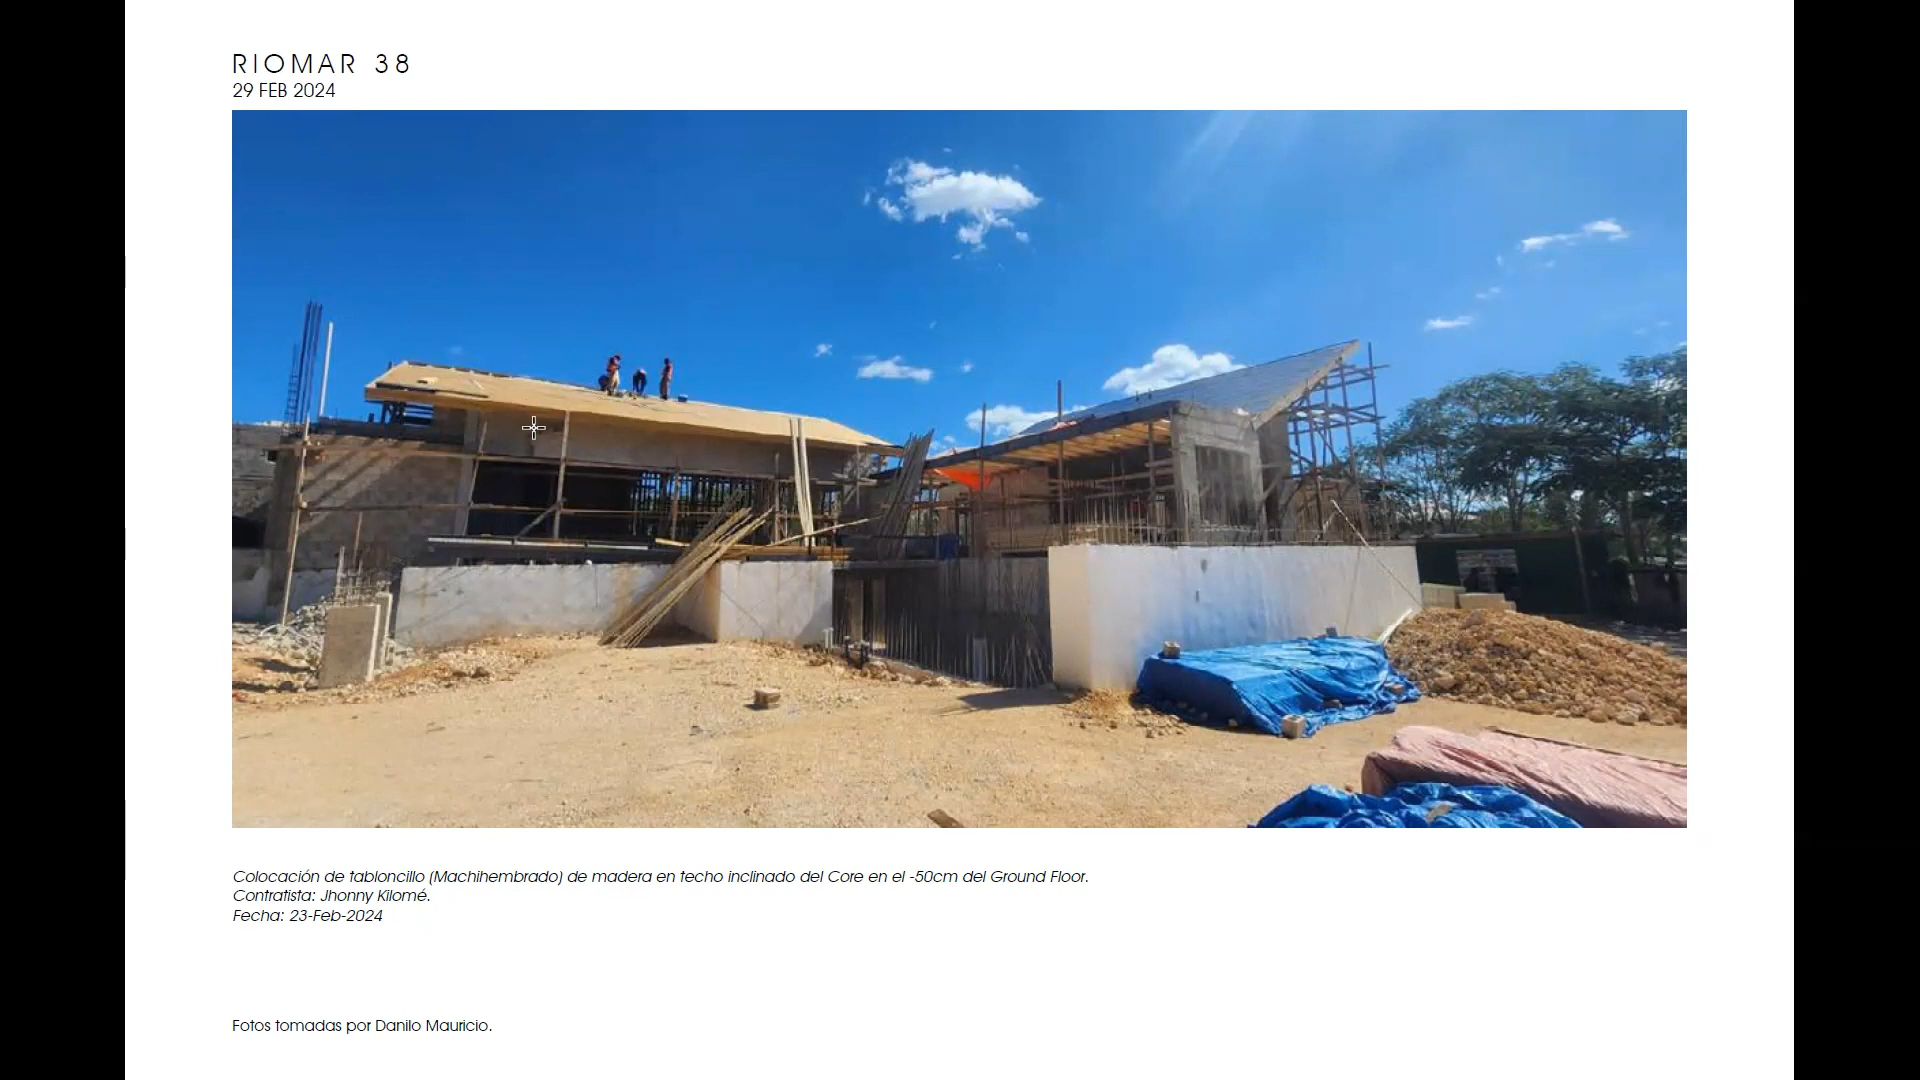 RIOMAR 38
29 FEB 2024
Colocación de tabloncillo (Machihembrado) de madera en techo inclinado del Core en el -50cm del Ground Floor.
Contratista: Jhonny Kilomé.
Fecha: 23-Feb-2024
Fotos tomadas por Danilo Mauricio.